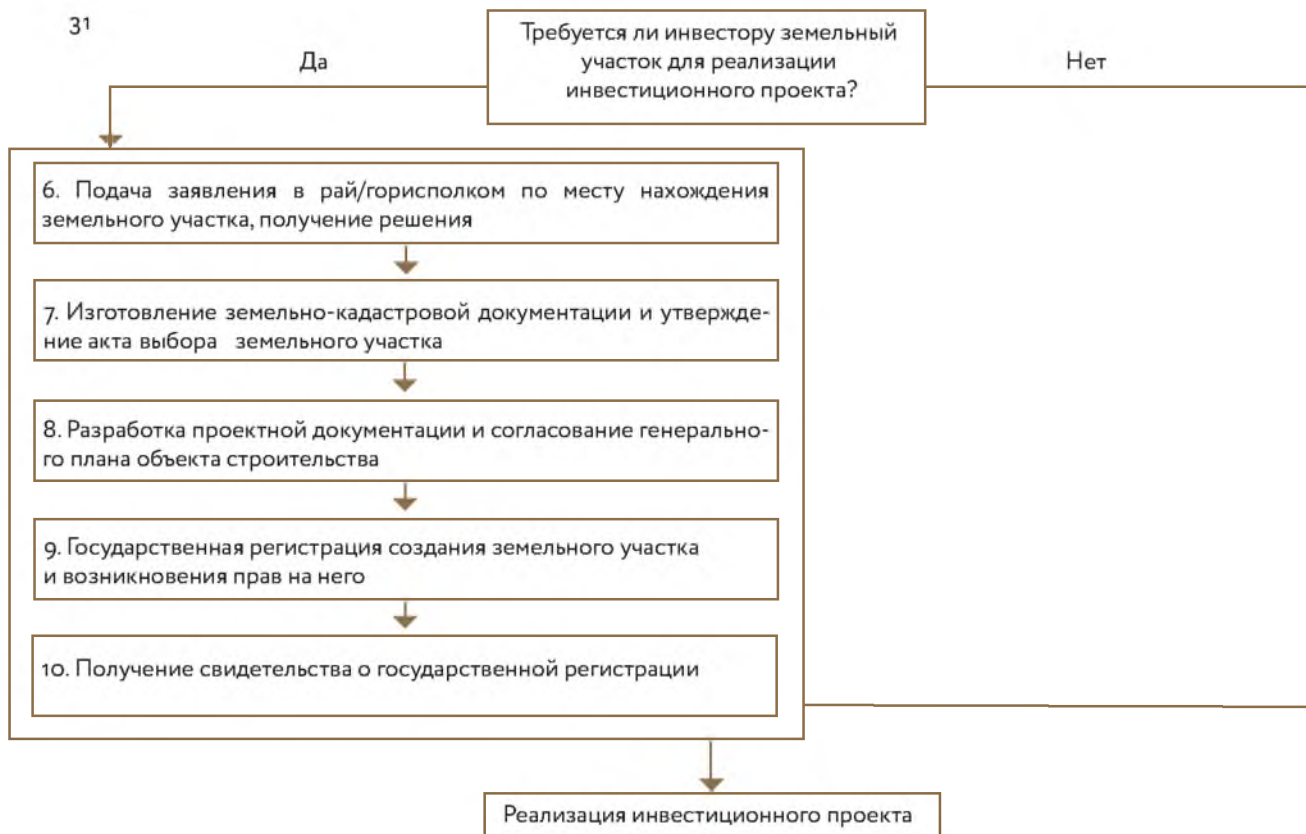 31
Требуется ли инвестору земельный
участок для реализации
инвестиционного проекта?
Да
Нет
6. Подача заявления в рай/горисполком по месту нахождения
земельного участка, получение решения
7. Изготовление земельно-кадастровой документации и утвержде-
ние акта выбора земельного участка
8. Разработка проектной документации и согласование генерально-
го плана объекта строительства
9. Государственная регистрация создания земельного участка
и возникновения прав на него
10. Получение свидетельства о государственной регистрации
Реализация инвестиционного проекта